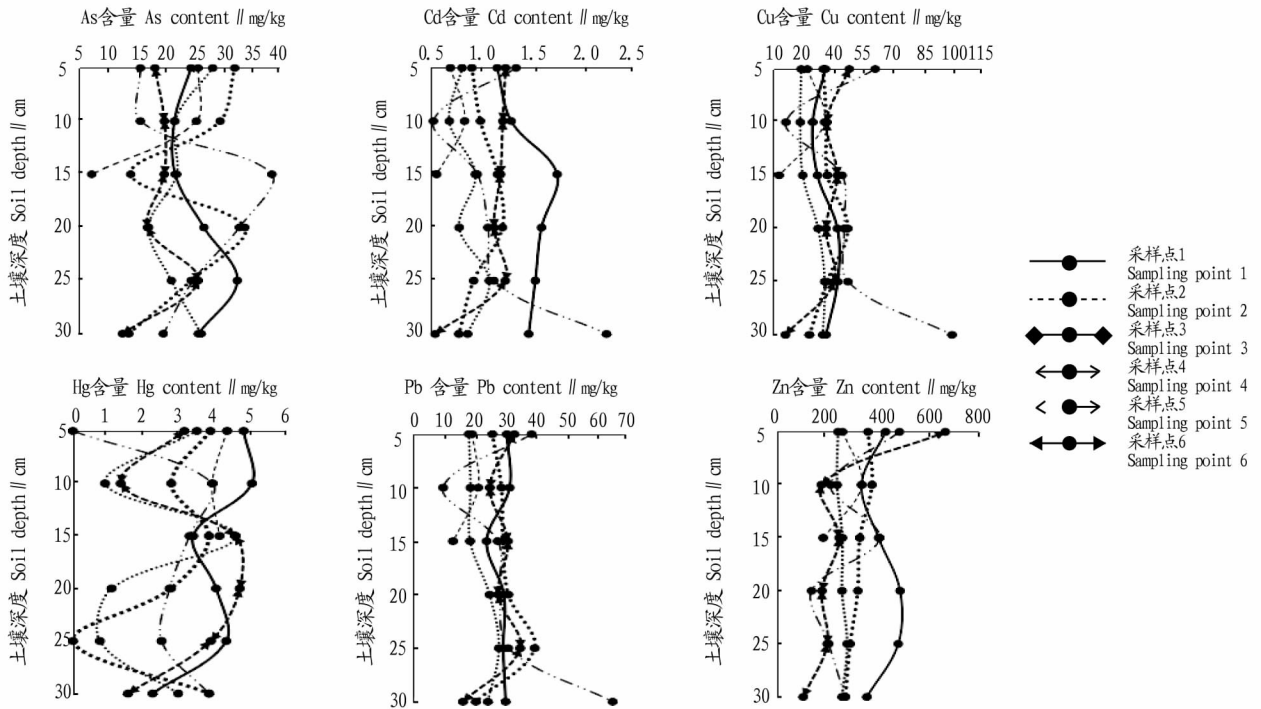 As含量 As content∥mg/kg
5 10 15 20 25 30 35 40
土壤深度 Soil depth∥cm
5
10
15
20
25
30
Cd含量 Cd content∥mg/kg
0.5 1.0 1.5 2.0 2.5
土壤深度 Soil depth∥cm
5
10
15
20
25
30
Cu含量 Cu content∥mg/kg
10 20 40 55 70 85 100 115
土壤深度 Soil depth∥cm
5
10
15
20
25
30
Hg含量 Hg content∥mg/kg
0 1 2 3 4 5 6
土壤深度 Soil depth∥cm
5
10
15
20
25
30
Pb 含量 Pb content∥mg/kg
0 10 20 30 40 50 60 70
土壤深度 Soil depth∥cm
5
10
15
20
25
30
Zn含量 Zn content∥mg/kg
0 200 400 600 800
土壤深度 Soil depth∥cm
5
10
15
20
25
30
采样点1
Sampling point 1
采样点2
Sampling point 2
采样点3
Sampling point 3
采样点4
Sampling point 4
采样点5
Sampling point 5
采样点6
Sampling point 6